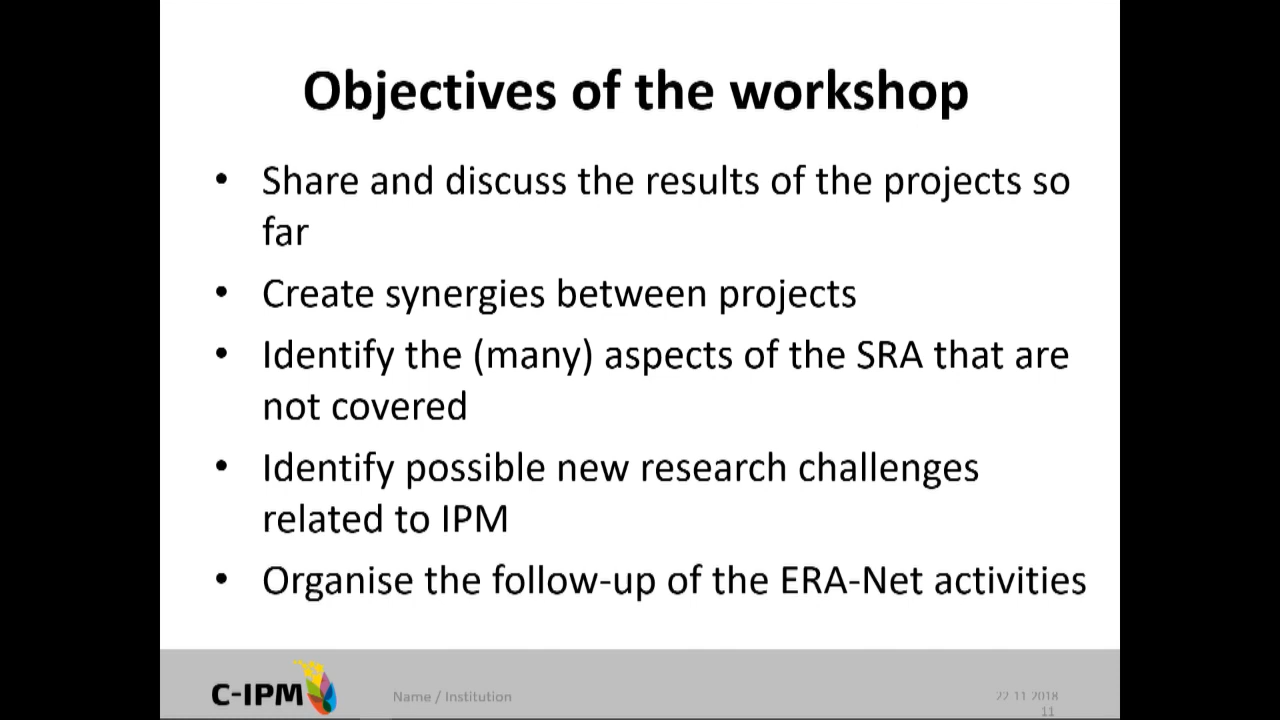 Objectives of the workshop
• Share and discuss the results of the projects so
far
• Create synergies between projects
• Identify the (many) aspects of the SRA that are
not covered
• Identify possible new research challenges
related to IPM
• Organise the follow-up of the ERA-Net activities
C-IPM
Name / Institution
22 11 2018
11